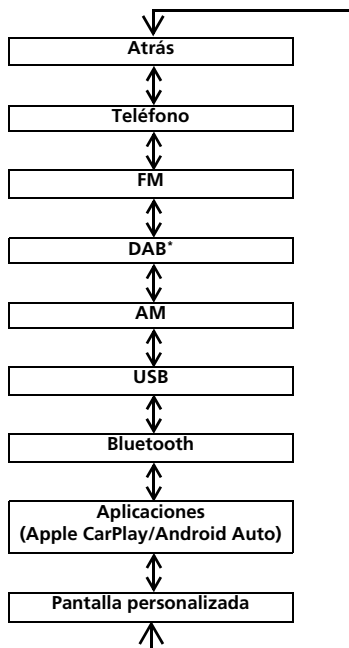 Atrás
Teléfono
FM
DAB*
AM
USB
Bluetooth
Aplicaciones
(Apple CarPlay/Android Auto)
Pantalla personalizada